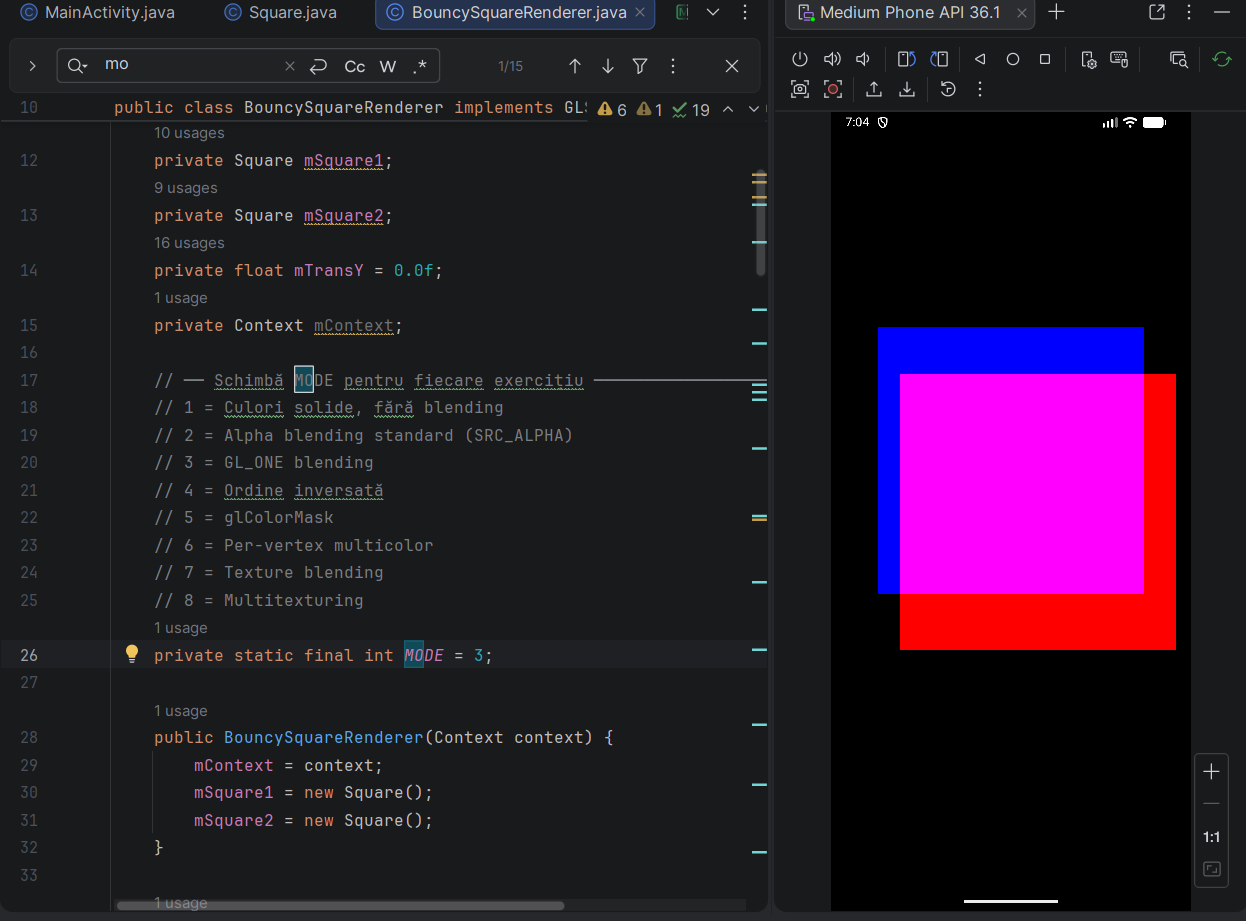 MainActivity.java
Square.java
BouncySquareRenderer.java
Medium Phone API 36.1
mo
Cc W .*
1/15
10 public class BouncySquareRenderer implements GLS
6 1 19
10 usages
12 private Square mSquare1;
9 usages
13 private Square mSquare2;
16 usages
14 private float mTransY = 0.0f;
1 usage
15 private Context mContext;
16
17 // —— Schimbă MODE pentru fiecare exercitiu ——
18 // 1 = Culori solide, fără blending
19 // 2 = Alpha blending standard (SRC_ALPHA)
20 // 3 = GL_ONE blending
21 // 4 = Ordine inversată
22 // 5 = glColorMask
23 // 6 = Per-vertex multicolor
24 // 7 = Texture blending
25 // 8 = Multitexturing
1 usage
26 private static final int MODE = 3;
27
1 usage
28 public BouncySquareRenderer(Context context) {
29 mContext = context;
30 mSquare1 = new Square();
31 mSquare2 = new Square();
32 }
33
1 usage
7:04
1:1